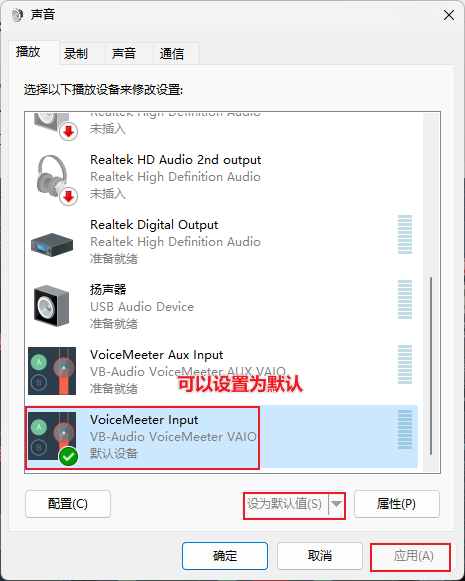 声音
播放 录制 声音 通信
选择以下播放设备来修改设置:
Realtek High Definition Audio
未插入
Realtek HD Audio 2nd output
Realtek High Definition Audio
未插入
Realtek Digital Output
Realtek High Definition Audio
准备就绪
扬声器
USB Audio Device
准备就绪
VoiceMeeter Aux Input
VB-Audio VoiceMeeter AUX VAIO
准备就绪
可以设置为默认
A
B
VoiceMeeter Input
VB-Audio VoiceMeeter VAIO
默认设备
A
B
配置(C) 设为默认值(S) 属性(P)
确定 取消 应用(A)